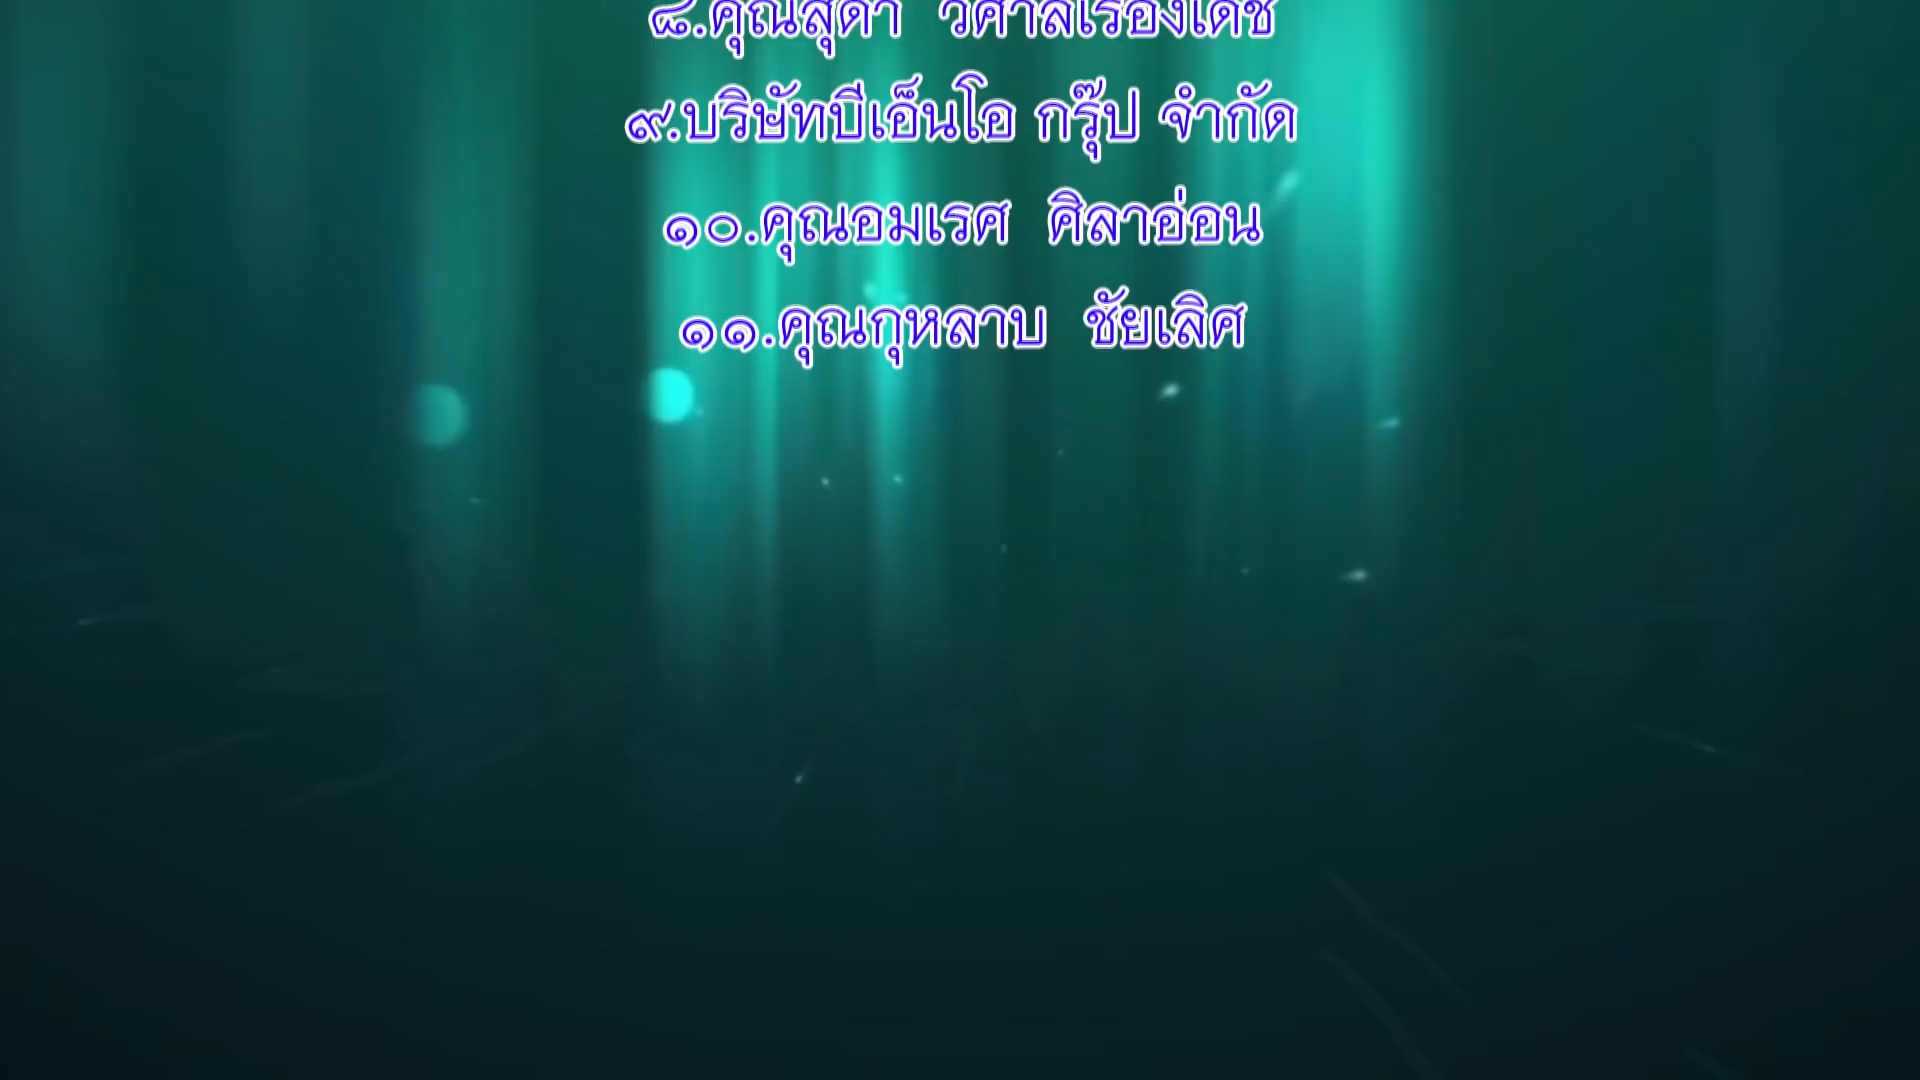 ๘.คุณสุดา วิศาลเรืองเดช
๙.บริษัทบีเอ็นโอ กรุ๊ป จำกัด
๑๐.คุณอมเรศ ศิลาอ่อน
๑๑.คุณกุหลาบ ชัยเลิศ